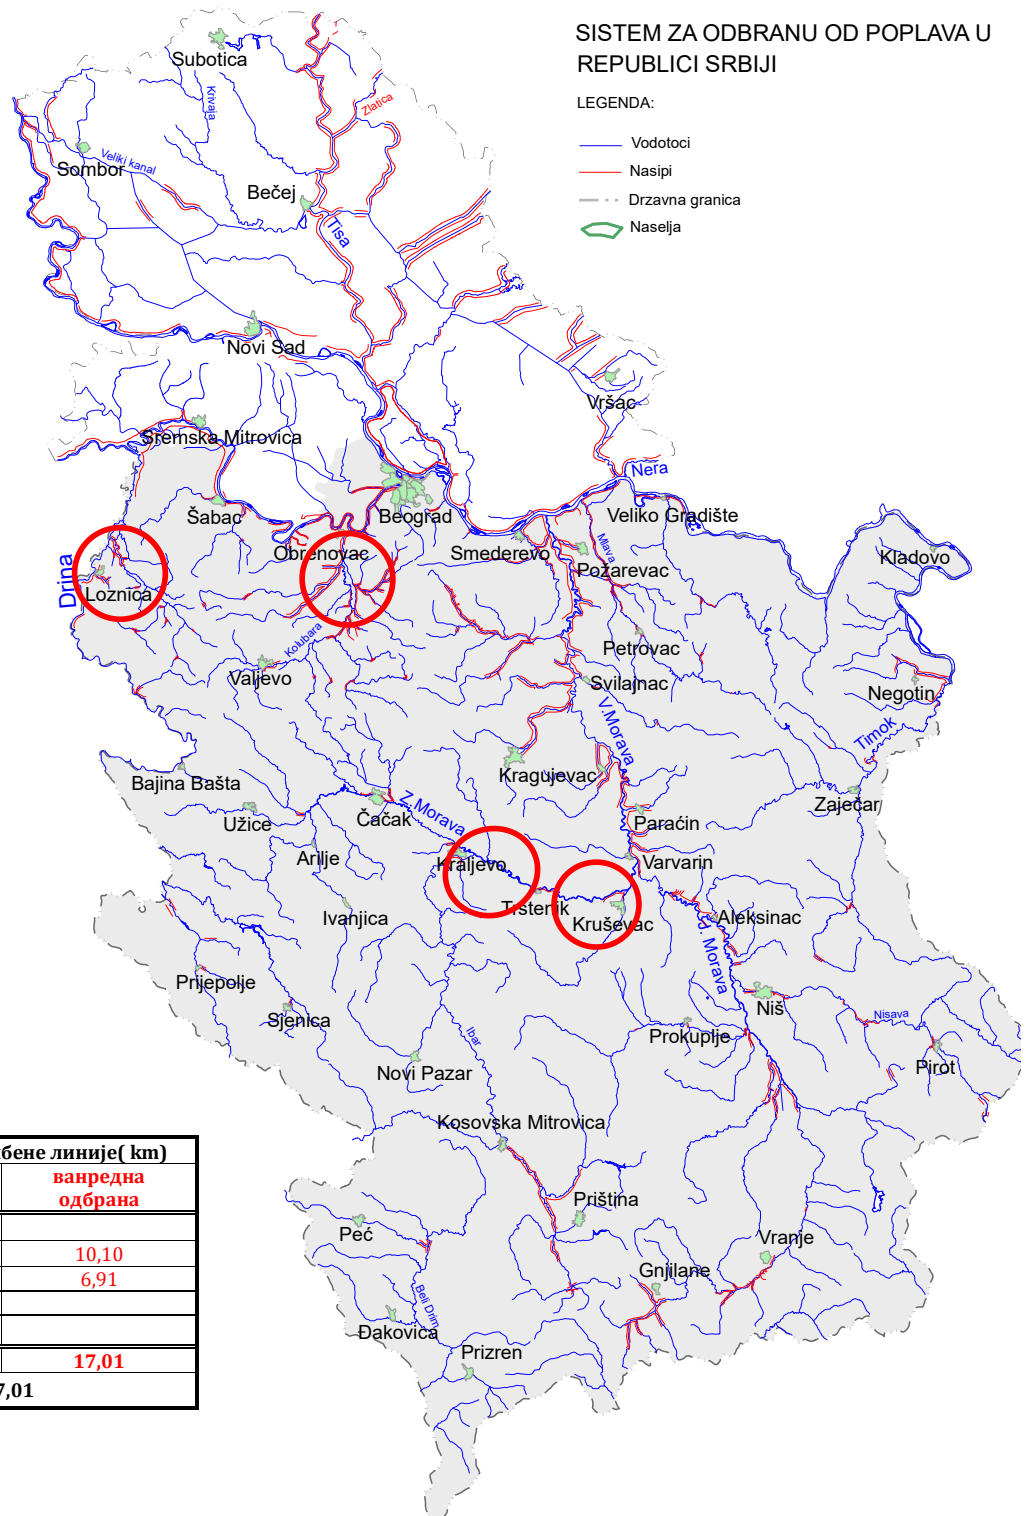 SISTEM ZA ODBRANU OD POPLAVA U
REPUBLICI SRBIJI
LEGENDA:
Vodotoci
Nasipi
Drzavna granica
Naselja
Subotica
Krivaja
Zlatica
Sombor
Veliki kanal
Bečej
Tisa
Novi Sad
Vršac
Sremska Mitrovica
Nera
Šabac
Beograd
Veliko Gradište
Obrenovac
Smederevo
Mlava
Požarevac
Kladovo
Drina
Loznica
Kolubara
Petrovac
Valjevo
Svilajnac
Negotin
V.Morava
Timok
Bajina Bašta
Kragujevac
Zaječar
Užice
Čačak
Z.Morava
Paraćin
Arilje
Kraljevo
Varvarin
Ivanjica
Trstenik
Kruševac
Aleksinac
J. Morava
Prijepolje
Sjenica
Niš
Nisava
Ibar
Prokuplje
Pirot
Novi Pazar
Kosovska Mitrovica
Priština
Peć
Vranje
Gnjilane
Beli Drim
Đakovica
Prizren
бене линије( km)
ванредна
одбрана
10,10
6,91
17,01
7,01